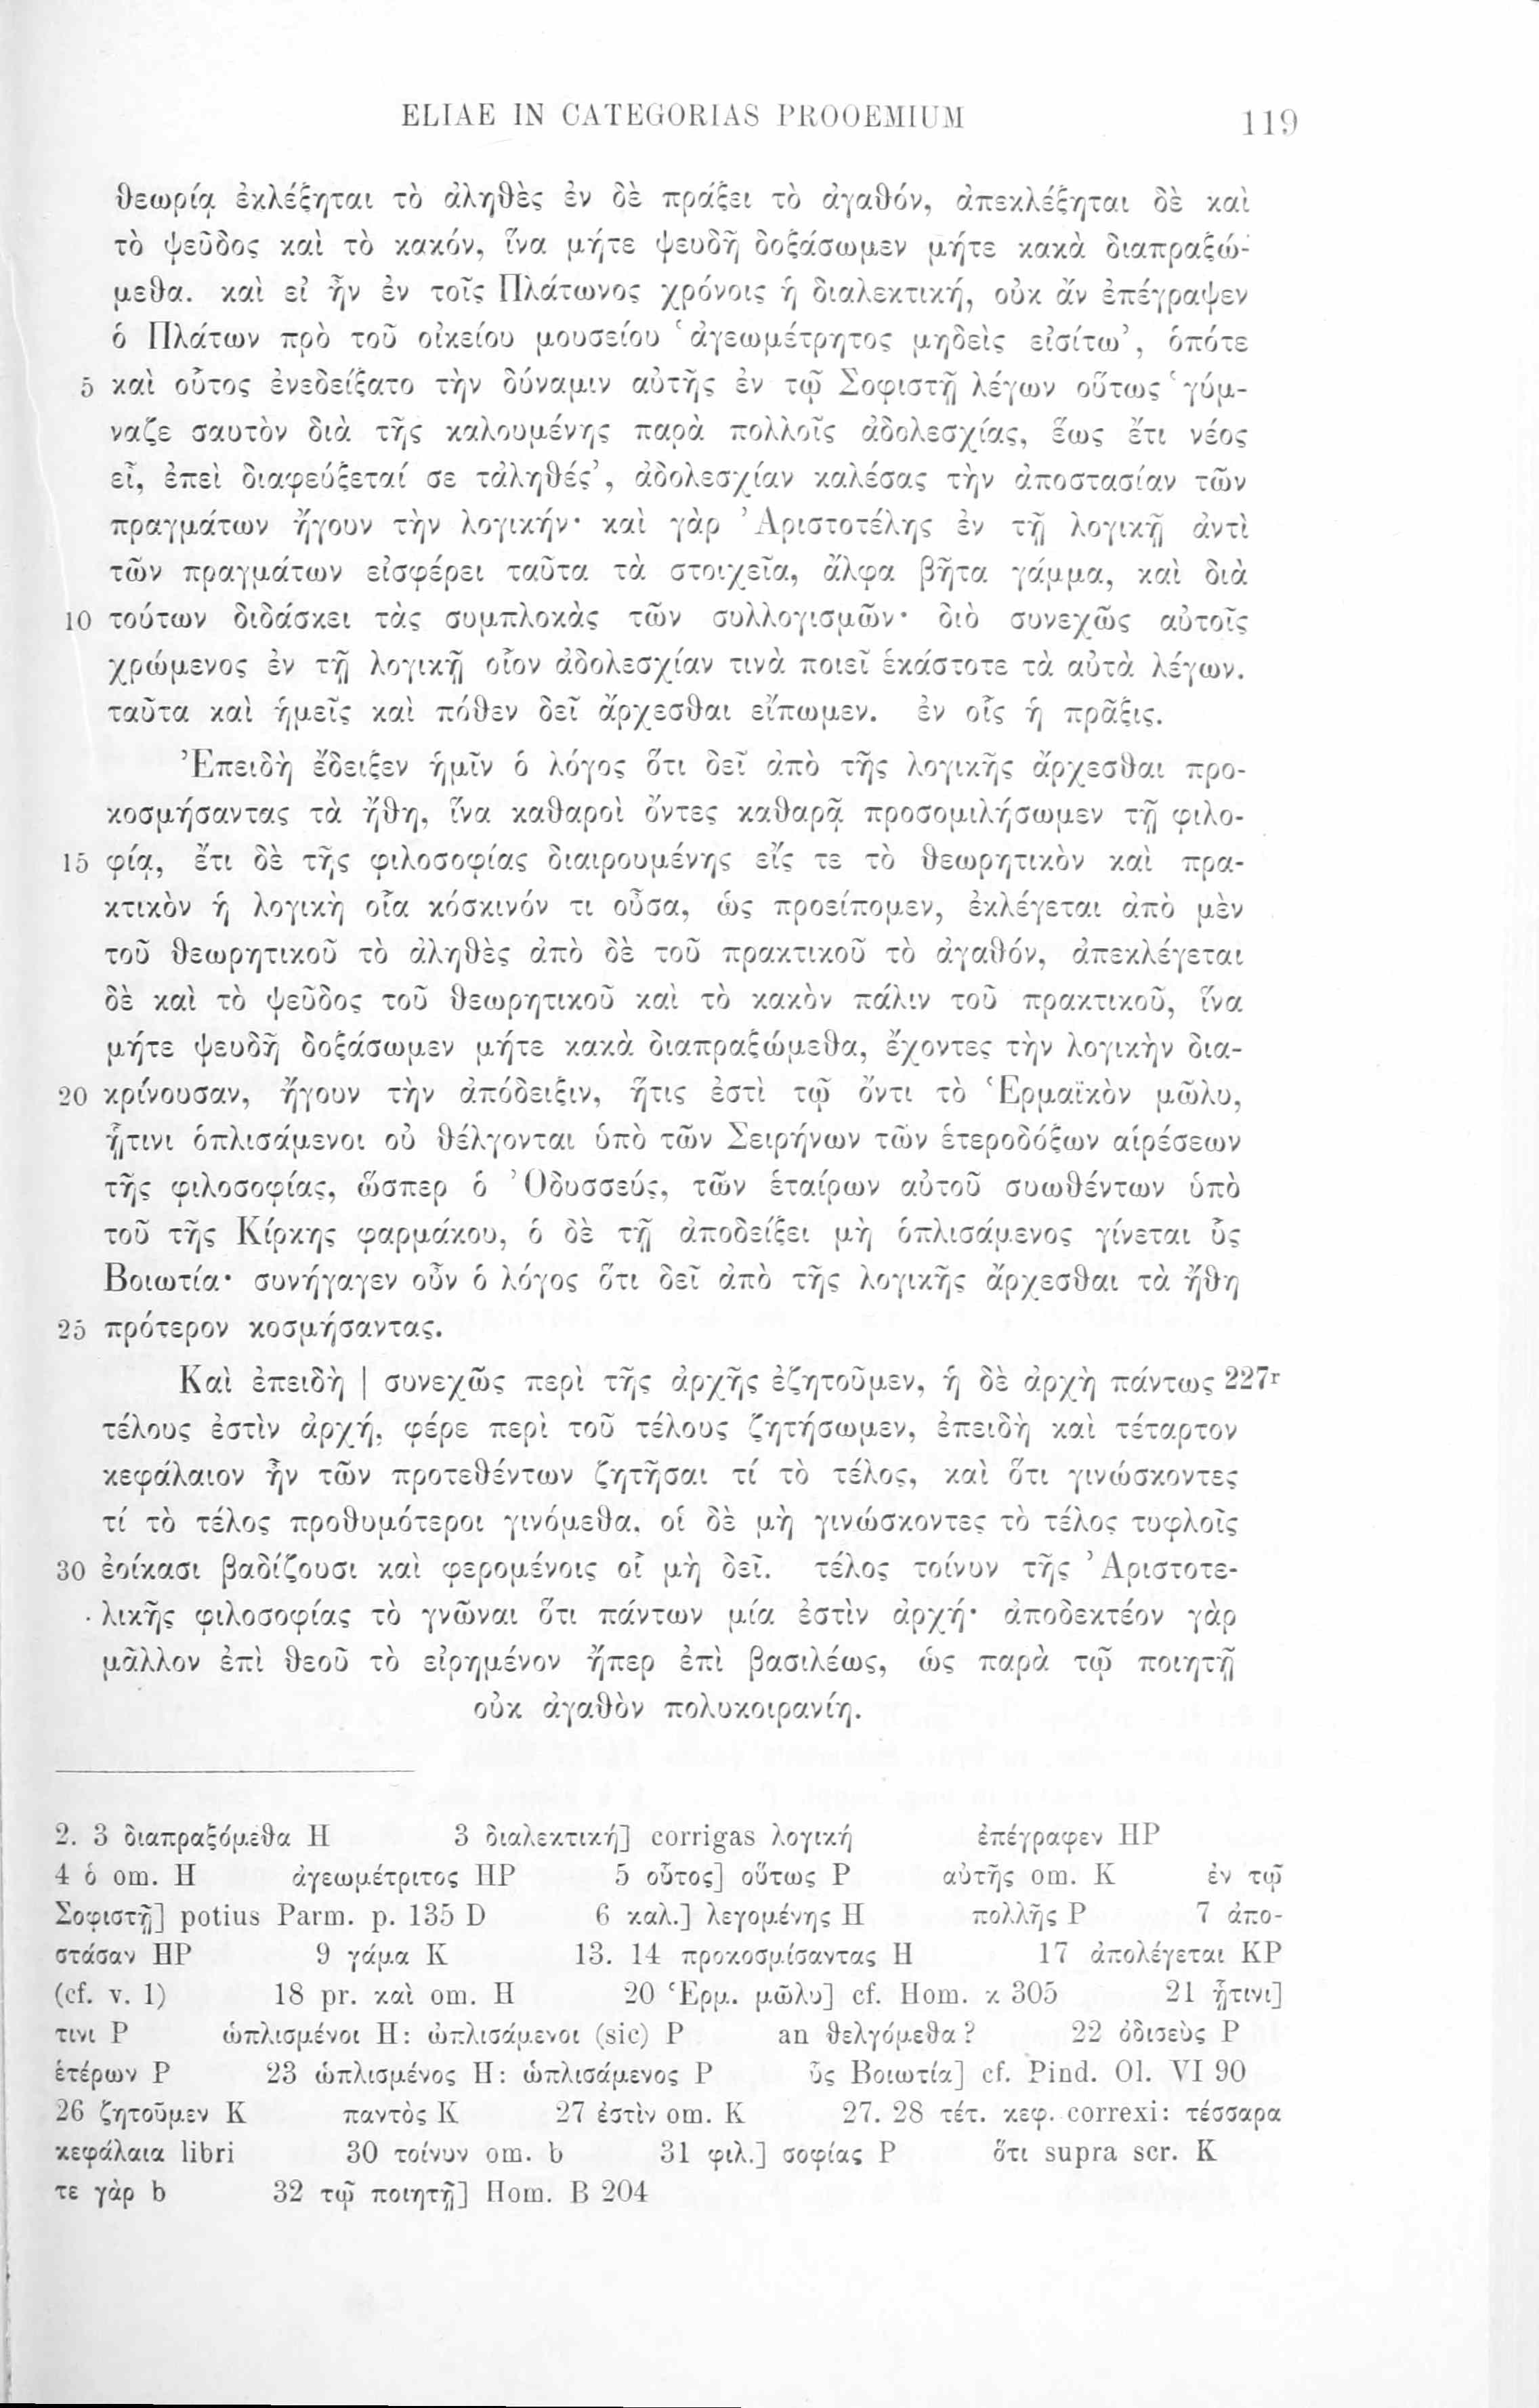 ELIAE IN CATEGORIAS PROOEMIUM 119
θεωρίᾳ ἐκλέξηται τὸ ἀληθὲς ἐν δὲ πράξει τὸ ἀγαθόν, ἀπεκλέξηται δὲ καὶ
τὸ ψεῦδος καὶ τὸ κακόν, ἵνα μήτε ψευδῆ δοξάσωμεν μήτε κακὰ διαπραξώ-
μεθα. καὶ εἰ ἦν ἐν τοῖς Πλάτωνος χρόνοις ἡ διαλεκτική, οὐκ ἄν ἐπέγραψεν
ὁ Πλάτων πρὸ τοῦ οἰκείου μουσείου ʽἀγεωμέτρητος μηδεὶς εἰσίτωʼ, ὁπότε
5 καὶ οὗτος ἐνεδείξατο τὴν δύναμιν αὐτῆς ἐν τῷ Σοφιστῇ λέγων οὕτως ʽγύμ-
ναζε σαυτὸν διὰ τῆς καλουμένης παρὰ πολλοῖς ἀδολεσχίας, ἕως ἔτι νέος
εἶ, ἐπεὶ διαφεύξεταί σε τἀληθέςʼ, ἀδολεσχίαν καλέσας τὴν ἀποστασίαν τῶν
πραγμάτων ἤγουν τὴν λογικήν· καὶ γὰρ Ἀριστοτέλης ἐν τῇ λογικῇ ἀντὶ
τῶν πραγμάτων εἰσφέρει ταῦτα τὰ στοιχεῖα, ἄλφα βῆτα γάμμα, καὶ διὰ
10 τούτων διδάσκει τὰς συμπλοκὰς τῶν συλλογισμῶν· διὸ συνεχῶς αὐτοῖς
χρώμενος ἐν τῇ λογικῇ οἷον ἀδολεσχίαν τινὰ ποιεῖ ἑκάστοτε τὰ αὐτὰ λέγων.
ταῦτα καὶ ἡμεῖς καὶ πόθεν δεῖ ἄρχεσθαι εἴπωμεν. ἐν οἷς ἡ πρᾶξις.
Ἐπειδὴ ἔδειξεν ἡμῖν ὁ λόγος ὅτι δεῖ ἀπὸ τῆς λογικῆς ἄρχεσθαι προ-
κοσμήσαντας τὰ ἤθη, ἵνα καθαροὶ ὄντες καθαρᾷ προσομιλήσωμεν τῇ φιλο-
15 φίᾳ, ἔτι δὲ τῆς φιλοσοφίας διαιρουμένης εἴς τε τὸ θεωρητικὸν καὶ πρα-
κτικὸν ἡ λογικὴ οἷα κόσκινόν τι οὖσα, ὡς προείπομεν, ἐκλέγεται ἀπὸ μὲν
τοῦ θεωρητικοῦ τὸ ἀληθὲς ἀπὸ δὲ τοῦ πρακτικοῦ τὸ ἀγαθόν, ἀπεκλέγεται
δὲ καὶ τὸ ψεῦδος τοῦ θεωρητικοῦ καὶ τὸ κακὸν πάλιν τοῦ πρακτικοῦ, ἵνα
μήτε ψευδῆ δοξάσωμεν μήτε κακὰ διαπραξώμεθα, ἔχοντες τὴν λογικὴν δια-
20 κρίνουσαν, ἤγουν τὴν ἀπόδειξιν, ἥτις ἐστὶ τῷ ὄντι τὸ Ἑρμαϊκὸν μῶλυ,
ᾗτινι ὁπλισάμενοι οὐ θέλγονται ὑπὸ τῶν Σειρήνων τῶν ἑτεροδόξων αἱρέσεων
τῆς φιλοσοφίας, ὥσπερ ὁ Ὀδυσσεύς, τῶν ἑταίρων αὐτοῦ συωθέντων ὑπὸ
τοῦ τῆς Κίρκης φαρμάκου, ὁ δὲ τῇ ἀποδείξει μὴ ὁπλισάμενος γίνεται ὗς
Βοιωτία· συνήγαγεν οὖν ὁ λόγος ὅτι δεῖ ἀπὸ τῆς λογικῆς ἄρχεσθαι τὰ ἤθη
25 πρότερον κοσμήσαντας.
Καὶ ἐπειδὴ | συνεχῶς περὶ τῆς ἀρχῆς ἐζητοῦμεν, ἡ δὲ ἀρχὴ πάντως 227r
τέλους ἐστὶν ἀρχή, φέρε περὶ τοῦ τέλους ζητήσωμεν, ἐπειδὴ καὶ τέταρτον
κεφάλαιον ἦν τῶν προτεθέντων ζητῆσαι τί τὸ τέλος, καὶ ὅτι γινώσκοντες
τί τὸ τέλος προθυμότεροι γινόμεθα, οἱ δὲ μὴ γινώσκοντες τὸ τέλος τυφλοῖς
30 ἐοίκασι βαδίζουσι καὶ φερομένοις οἷ μὴ δεῖ. τέλος τοίνυν τῆς Ἀριστοτε-
λικῆς φιλοσοφίας τὸ γνῶναι ὅτι πάντων μία ἐστὶν ἀρχή· ἀποδεκτέον γὰρ
μᾶλλον ἐπὶ θεοῦ τὸ εἰρημένον ἤπερ ἐπὶ βασιλέως, ὡς παρὰ τῷ ποιητῇ
οὐκ ἀγαθὸν πολυκοιρανίη.
2. 3 διαπραξόμεθα H 3 διαλεκτική] corrigas λογική ἐπέγραφεν HP
4 ὁ om. H ἀγεωμέτριτος HP 5 οὗτος] οὕτως P αὐτῆς om. K ἐν τῷ
Σοφιστῇ] potius Parm. p. 135 D 6 καλ.] λεγομένης H πολλῆς P 7 ἀπο-
στάσαν HP 9 γάμα K 13. 14 προκοσμίσαντας H 17 ἀπολέγεται KP
(cf. v. 1) 18 pr. καὶ om. H 20 Ἑρμ. μῶλυ] cf. Hom. κ 305 21 ᾗτινι]
τινι P ὡπλισμένοι H: ὡπλισάμενοι (sic) P an θελγόμεθα? 22 ὀδισεὺς P
ἑτέρων P 23 ὡπλισμένος H: ὡπλισάμενος P ὗς Βοιωτία] cf. Pind. Ol. VI 90
26 ζητοῦμεν K παντὸς K 27 ἐστὶν om. K 27. 28 τέτ. κεφ. correxi: τέσσαρα
κεφάλαια libri 30 τοίνυν om. b 31 φιλ.] σοφίας P ὅτι supra scr. K
τε γὰρ b 32 τῷ ποιητῇ] Hom. B 204